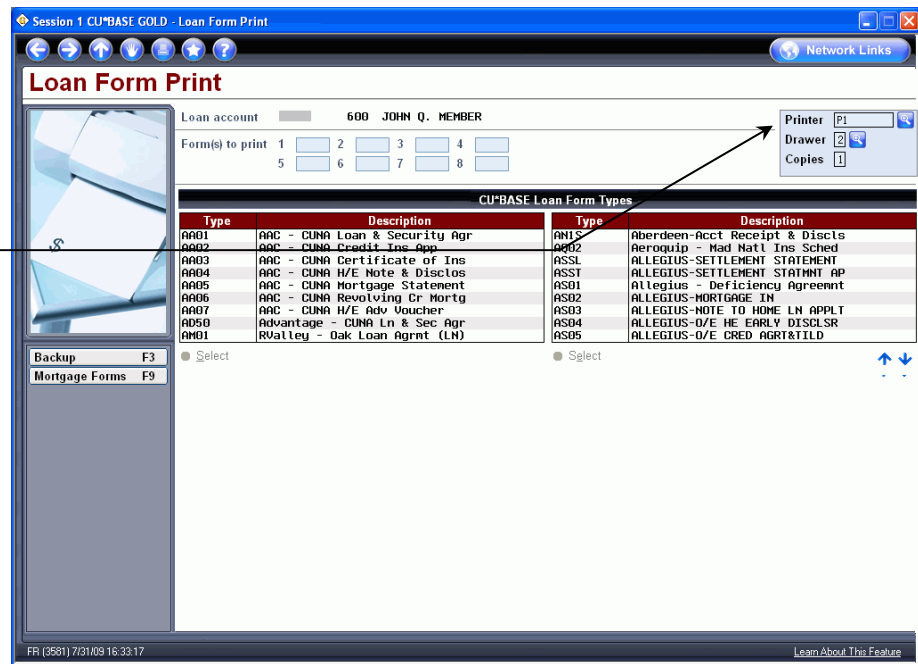 Session 1 CU*BASE GOLD - Loan Form Print
Network Links
Loan Form Print
Loan account 600 JOHN Q. MEMBER
Form(s) to print 1 2 3 4
5 6 7 8
Printer P1
Drawer 2
Copies 1
CU*BASE Loan Form Types
Type Description Type Description
AA01 AAC - CUNA Loan & Security Agr AN1S Aberdeen-Acct Receipt & Discls
AA02 AAC - CUNA Credit Ins App AQ02 Aeroquip - Mad Natl Ins Sched
AA03 AAC - CUNA Certificate of Ins ASSL ALLEGIUS-SETTLEMENT STATEMENT
AA04 AAC - CUNA H/E Note & Disclos ASST ALLEGIUS-SETTLEMENT STATMNT AP
AA05 AAC - CUNA Mortgage Statement AS01 Allegius - Deficiency Agreemnt
AA06 AAC - CUNA Revolving Cr Mortg AS02 ALLEGIUS-MORTGAGE IN
AA07 AAC - CUNA H/E Adv Voucher AS03 ALLEGIUS-NOTE TO HOME LN APPLT
AD50 Advantage - CUNA Ln & Sec Agr AS04 ALLEGIUS-O/E HE EARLY DISCLSR
AM01 RValley - Oak Loan Agrmt (LN) AS05 ALLEGIUS-O/E CRED AGRT&TILD
Select Select
Backup F3
Mortgage Forms F9
FR (3581) 7/31/09 16:33:17
Learn About This Feature